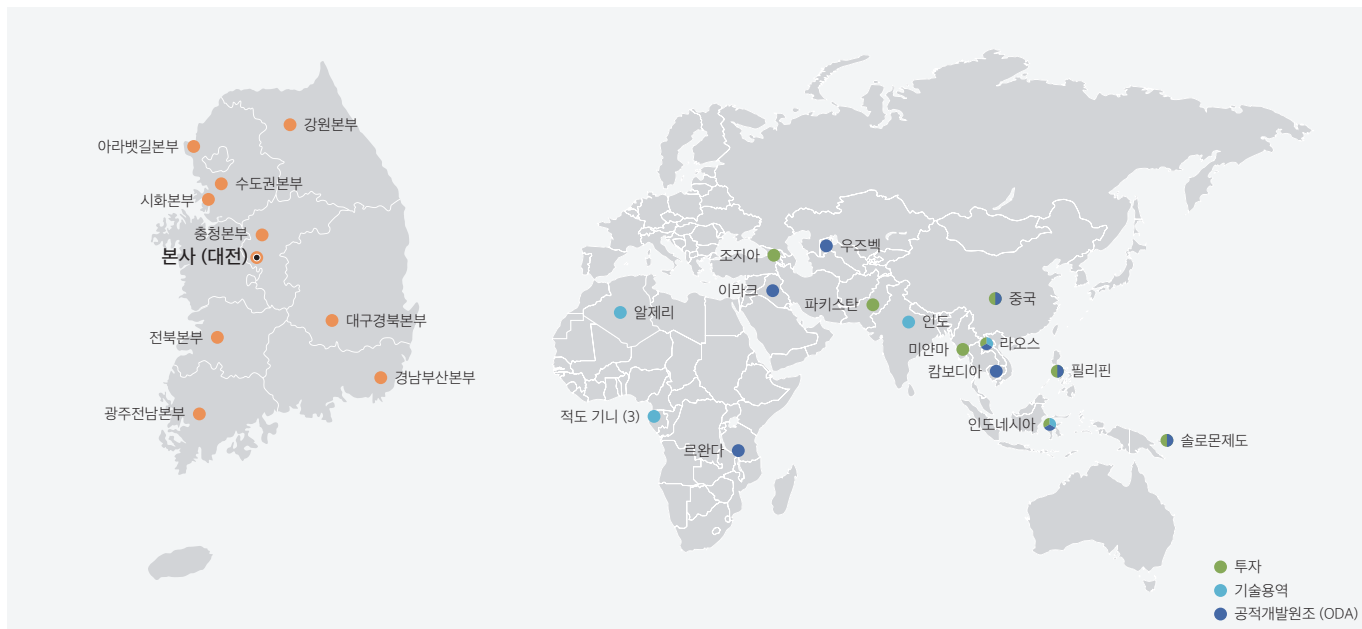 강원본부
아라뱃길본부
수도권본부
시화본부
충청본부
본사 (대전)
대구경북본부
전북본부
경남부산본부
광주전남본부
조지아
우즈벡
이라크
파키스탄
중국
알제리
인도
미얀마
라오스
캄보디아
필리핀
적도 기니 (3)
인도네시아
르완다
솔로몬제도
투자
기술용역
공적개발원조 (ODA)